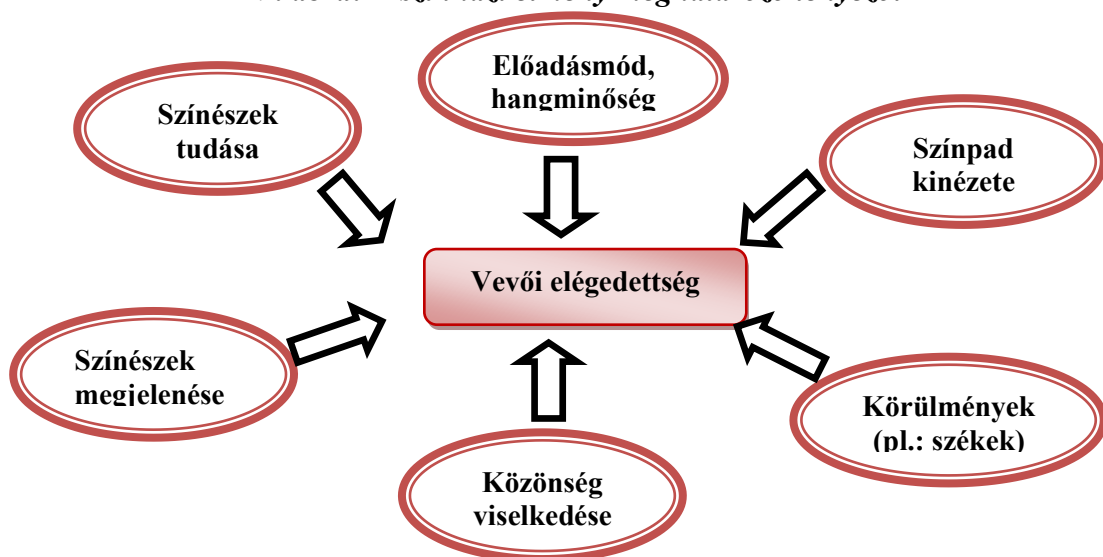 Előadásmód,
hangminőség
Színészek
tudása
Színpad
kinézete
Vevői elégedettség
Színészek
megjelenése
Körülmények
(pl.: székek)
Közönség
viselkedése